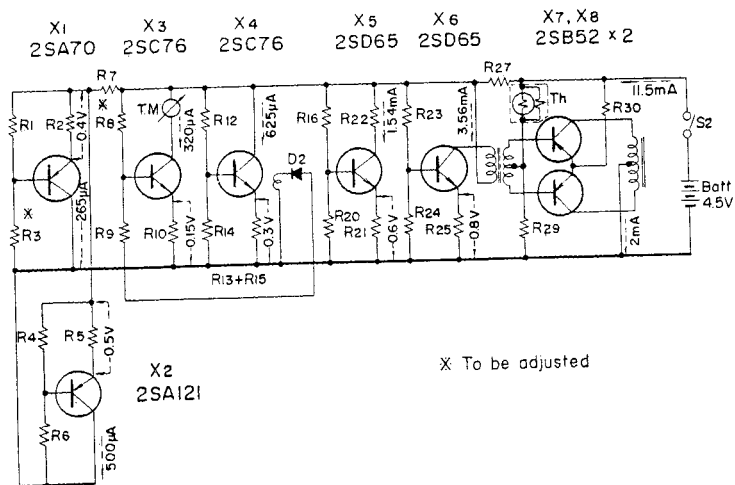 X1 X3 X4 X5 X6 X7, X8
2SA70 2SC76 2SC76 2SD65 2SD65 2SB52 x 2
R7
※
R27
Th
11.5mA
R1
R2
-0.4V
R8
T.M
320μA
R12
625μA
R16
R22
1.54mA
R23
3.56mA
R30
S2
D2
Batt
4.5V
※
R3
265μA
R9
R10
-0.15V
R14
-0.3V
R20
R21
-0.6V
R24
R25
-0.8V
R29
2mA
R13+R15
R4
R5
-0.5V
X2
2SA121
R6
500μA
※ To be adjusted